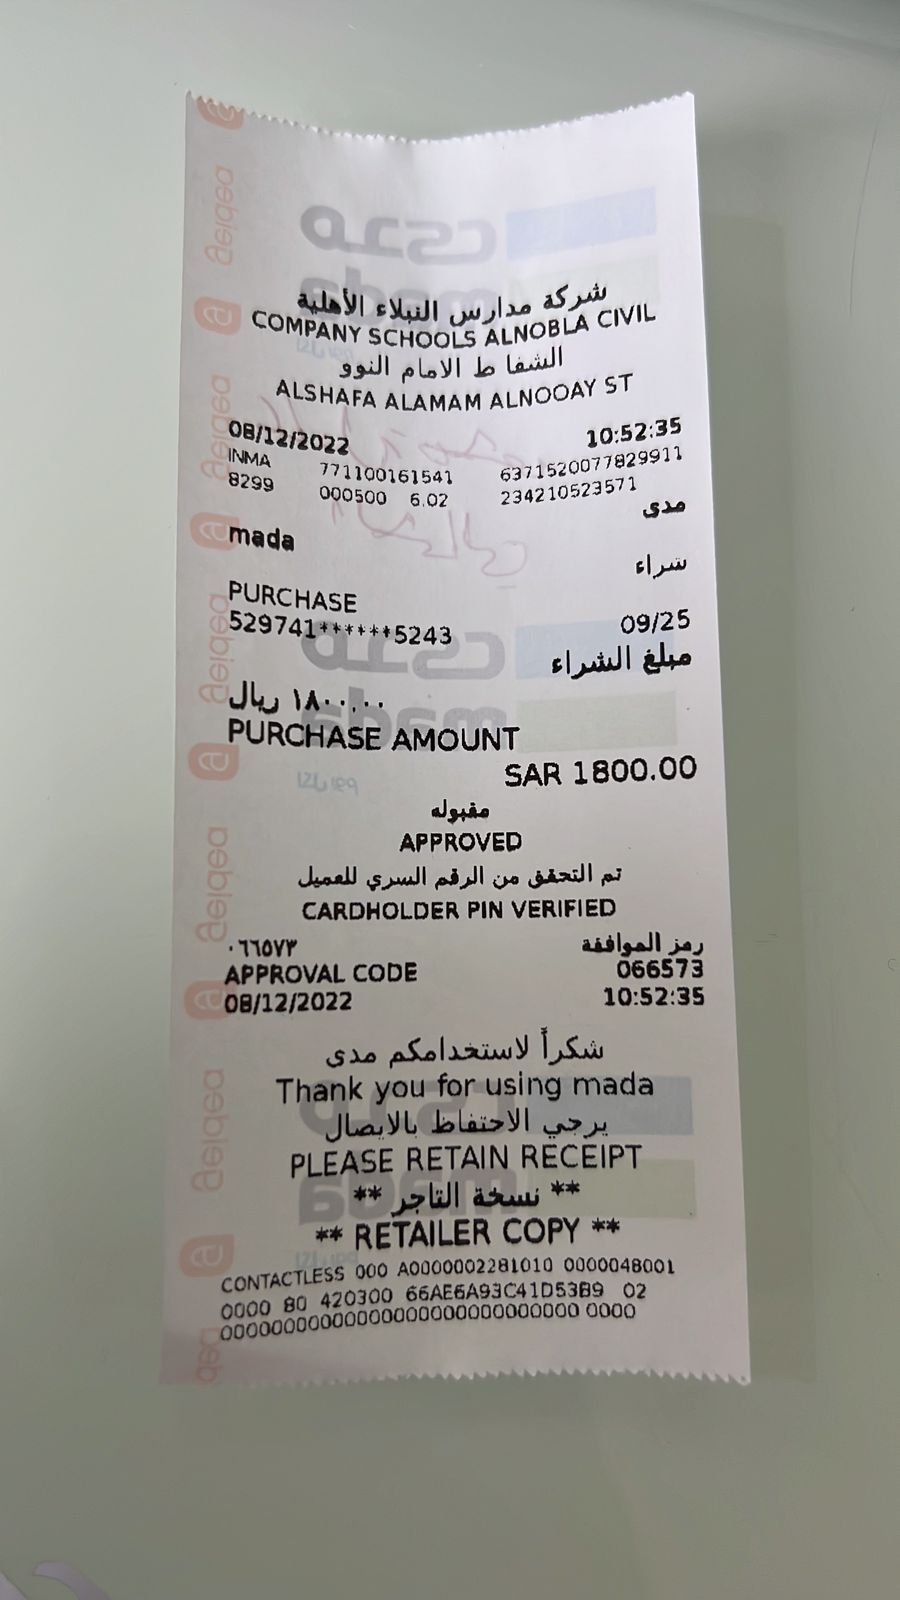 شركة مدارس النبلاء الأهلية
COMPANY SCHOOLS ALNOBLA CIVIL
الشفا ط الامام النوو
ALSHAFA ALAMAM ALNOOAY ST
08/12/2022 10:52:35
INMA 771100161541 6371520077829911
8299 000500 6.02 234210523571
مدى
mada
شراء
PURCHASE
529741******5243 09/25
مبلغ الشراء
١٨٠٠.٠٠ ريال
PURCHASE AMOUNT
SAR 1800.00
مقبوله
APPROVED
تم التحقق من الرقم السري للعميل
CARDHOLDER PIN VERIFIED
رمز الموافقة ٠٦٦٥٧٣
APPROVAL CODE 066573
08/12/2022 10:52:35
شكراً لاستخدامكم مدى
Thank you for using mada
يرجي الاحتفاظ بالايصال
PLEASE RETAIN RECEIPT
** نسخة التاجر **
** RETAILER COPY **
CONTACTLESS 000 A0000002281010 0000048001
0000 80 420300 66AE6A93C41D53B9 02